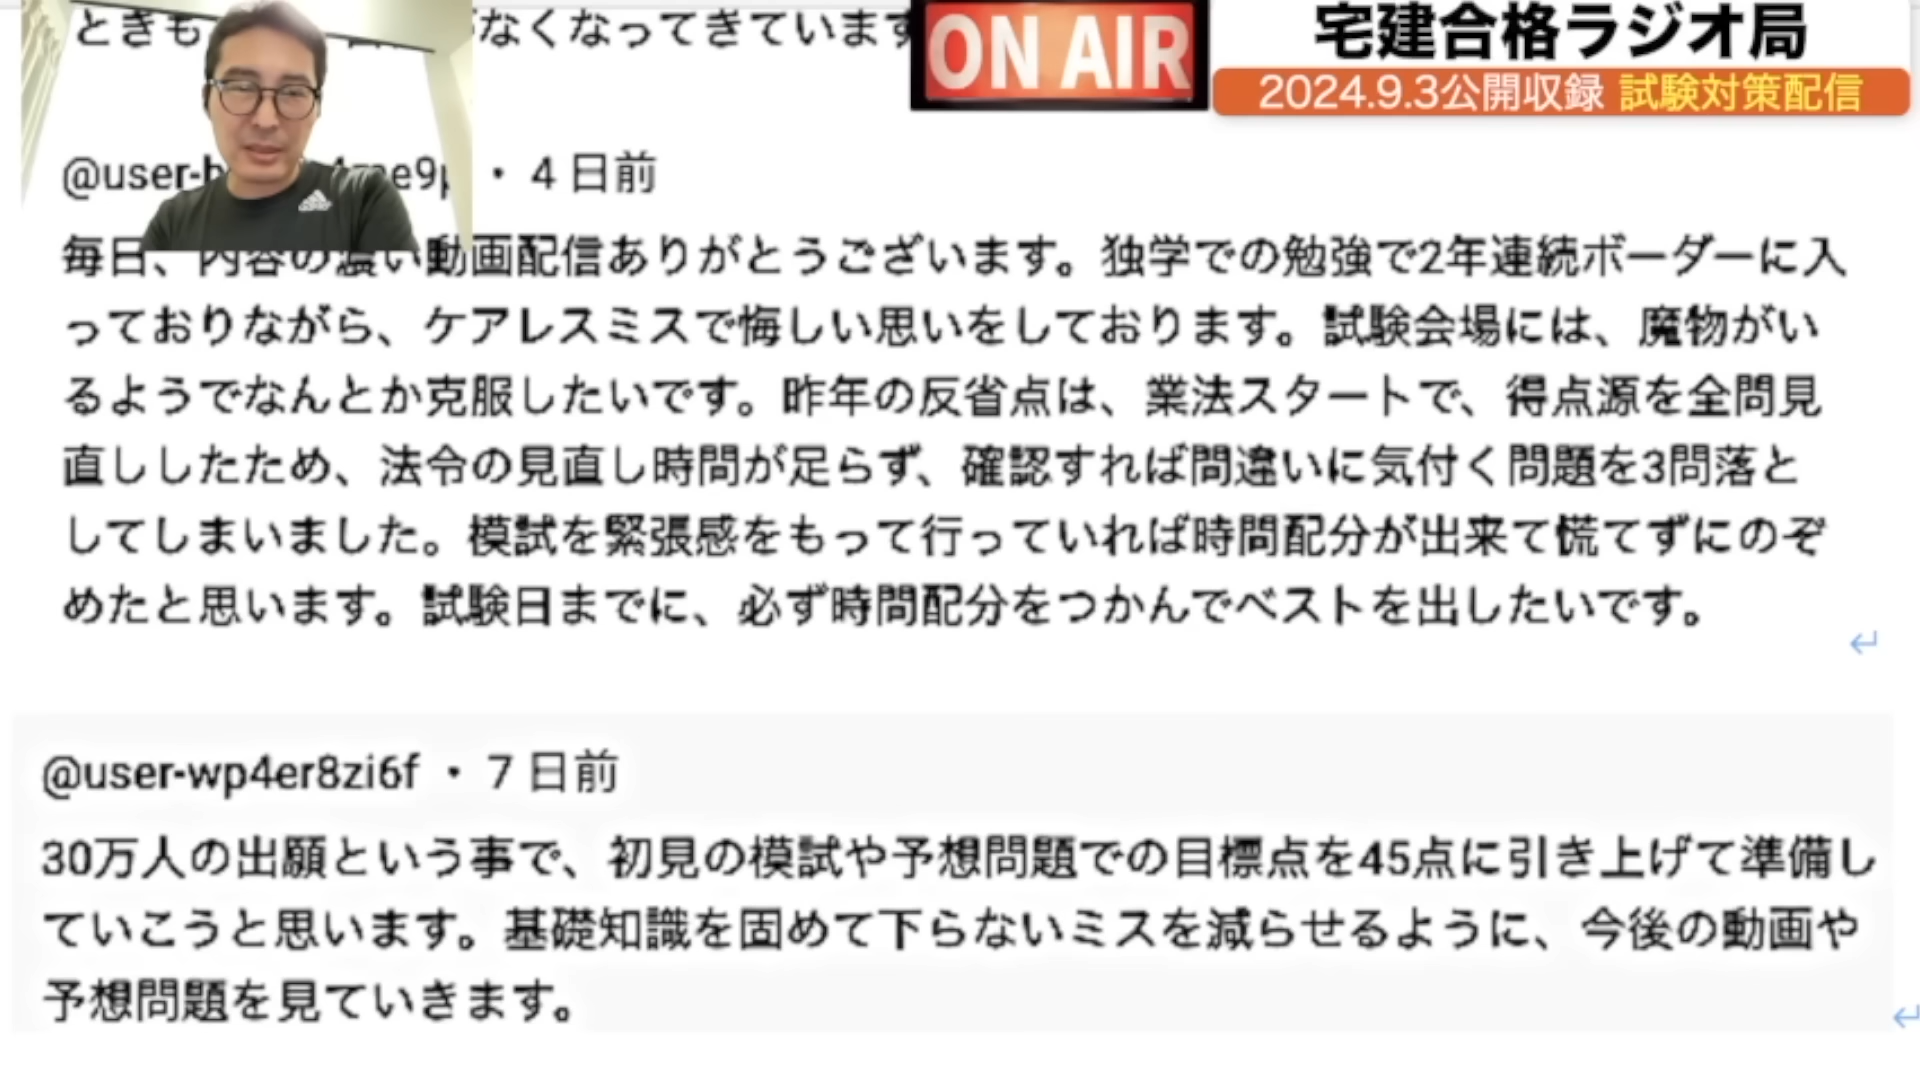 ときも
なくなってきています
ON AIR
宅建合格ラジオ局
2024.9.3公開収録 試験対策配信
・ 4 日前
毎日、内容の濃い動画配信ありがとうございます。独学での勉強で2年連続ボーダーに入
っておりながら、ケアレスミスで悔しい思いをしております。試験会場には、魔物がい
るようでなんとか克服したいです。昨年の反省点は、業法スタートで、得点源を全問見
直ししたため、法令の見直し時間が足らず、確認すれば間違いに気付く問題を3問落と
してしまいました。模試を緊張感をもって行っていれば時間配分が出来て慌てずにのぞ
めたと思います。試験日までに、必ず時間配分をつかんでベストを出したいです。
@user-wp4er8zi6f ・ 7 日前
30万人の出願という事で、初見の模試や予想問題での目標点を45点に引き上げて準備し
ていこうと思います。基礎知識を固めて下らないミスを減らせるように、今後の動画や
予想問題を見ていきます。